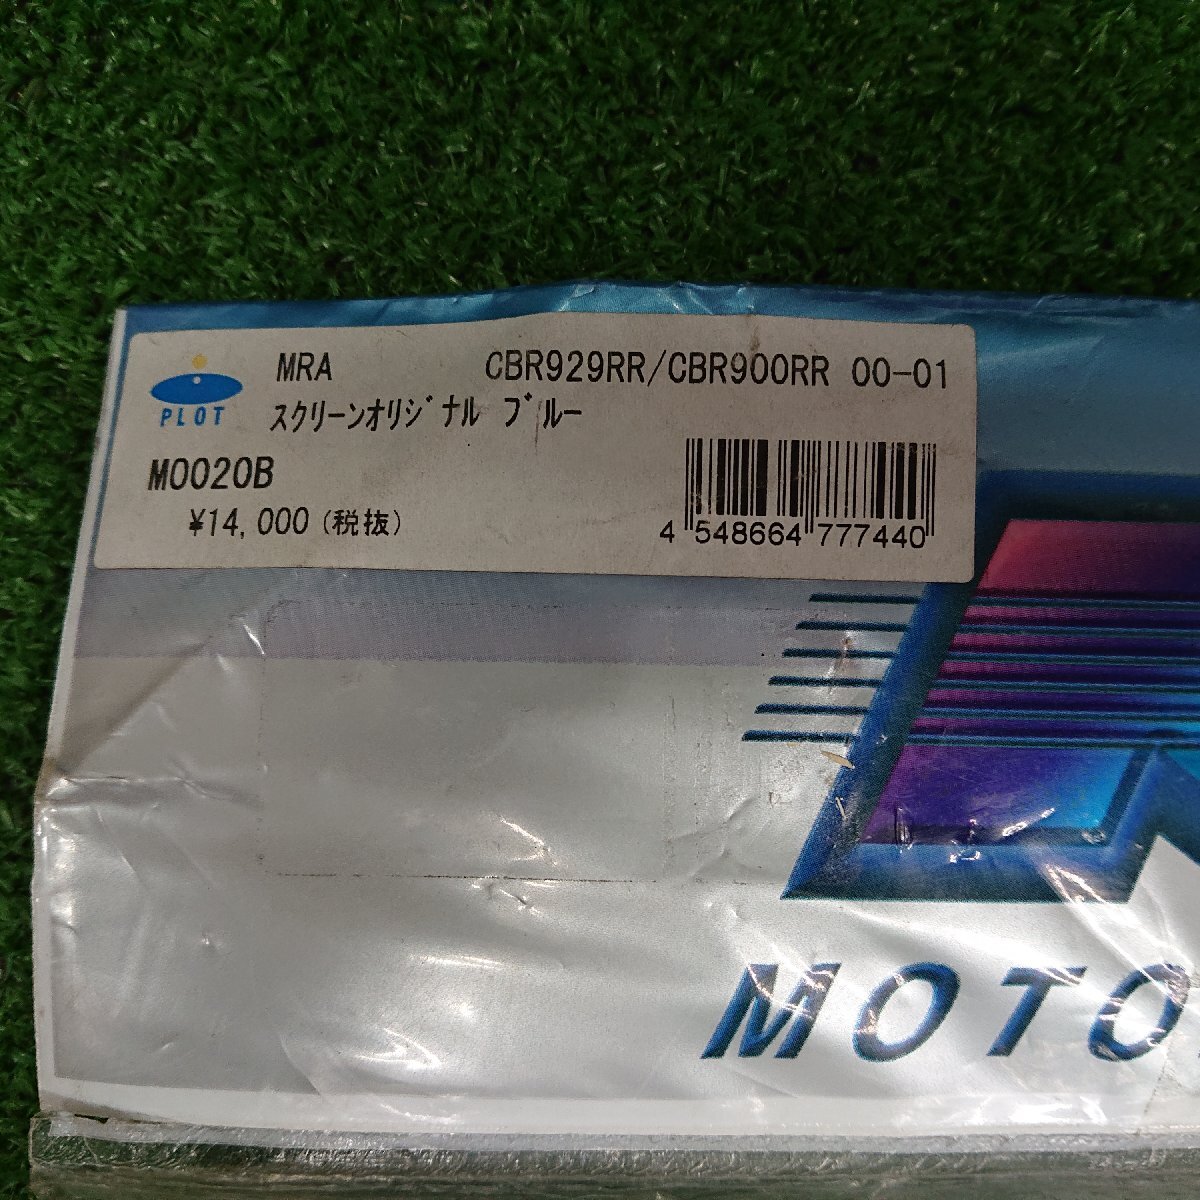 MRA CBR929RR/CBR900RR 00-01
PLOT
スクリーンオリジナル ブルー
M0020B
¥14,000 (税抜)
4 548664 777440
MOTO